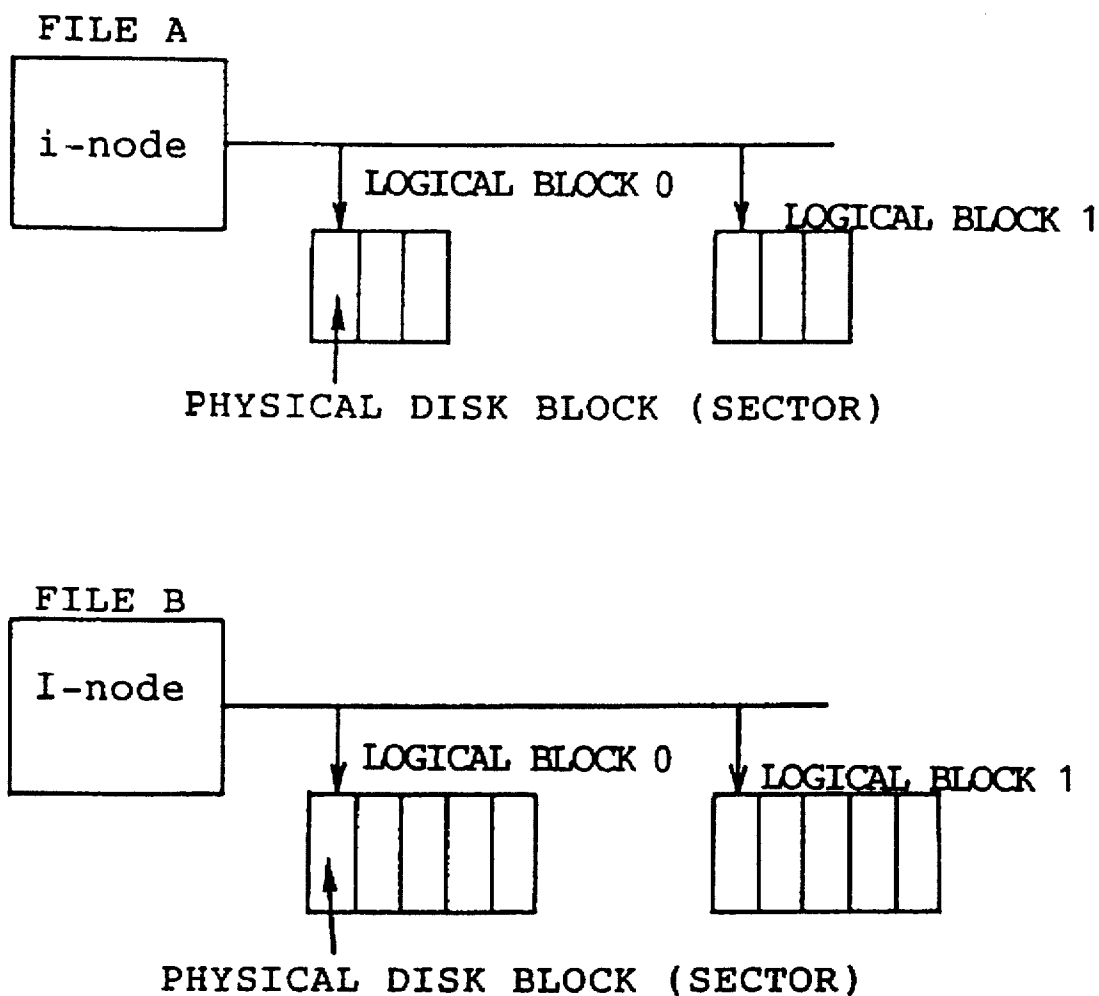 FILE A
i-node
LOGICAL BLOCK 0
LOGICAL BLOCK 1
PHYSICAL DISK BLOCK (SECTOR)
FILE B
I-node
LOGICAL BLOCK 0
LOGICAL BLOCK 1
PHYSICAL DISK BLOCK (SECTOR)